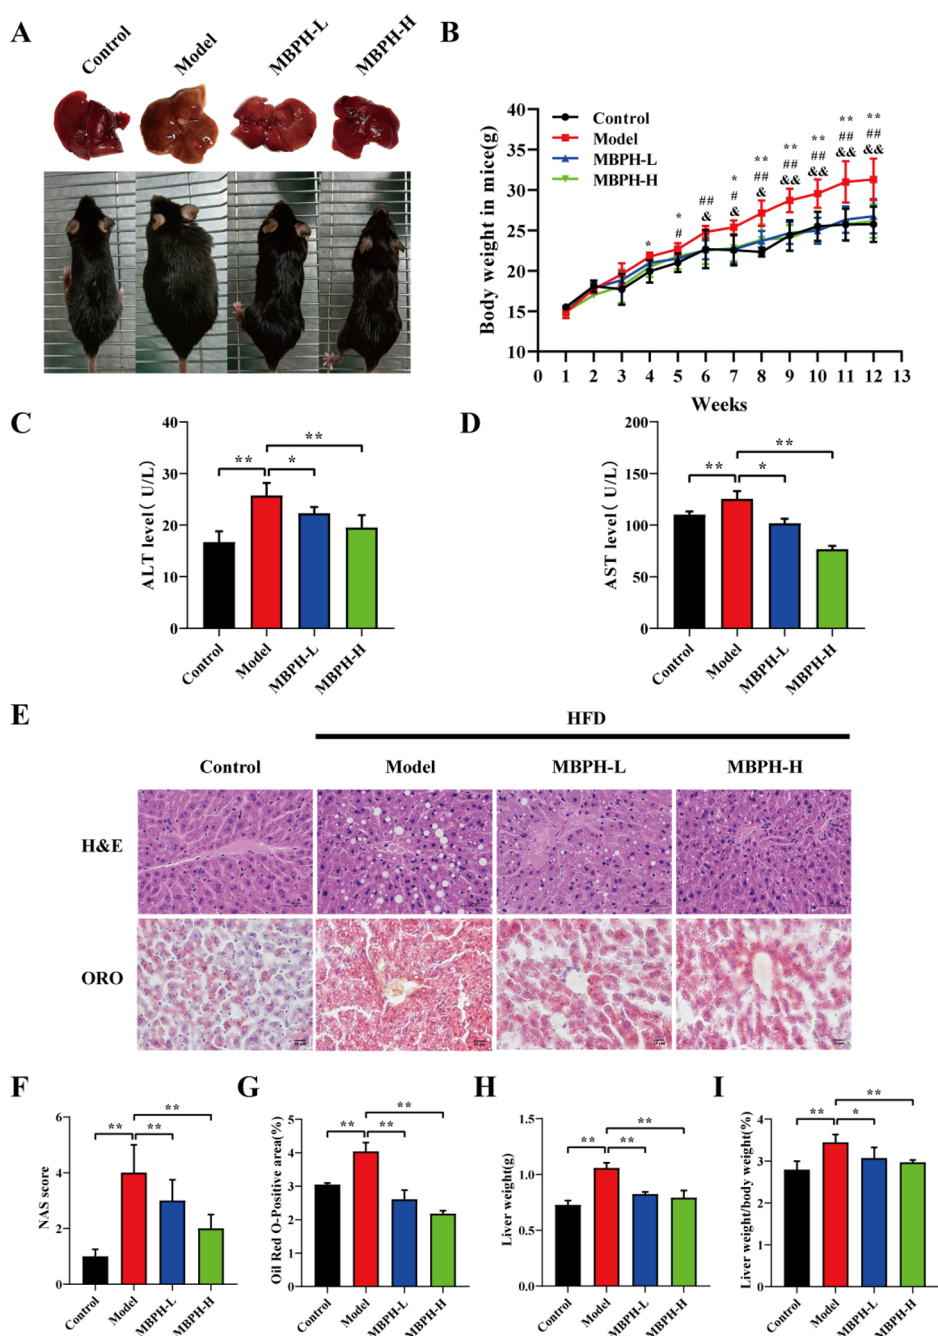 A
Control
Model
MBPH-L
MBPH-H
B
Body weight in mice(g)
40
35
30
25
20
15
10
Control
Model
MBPH-L
MBPH-H
*
*
#
##
&
*
#
&
**
##
&
**
##
&&
**
##
&&
**
##
&&
**
##
&&
0 1 2 3 4 5 6 7 8 9 10 11 12 13
Weeks
C
ALT level( U/L)
40
30
20
10
0
**
*
**
Control
Model
MBPH-L
MBPH-H
D
AST level( U/L)
200
150
100
50
0
**
*
**
Control
Model
MBPH-L
MBPH-H
E
HFD
Control Model MBPH-L MBPH-H
H&E
ORO
F
NAS score
6
4
2
0
**
**
**
Control
Model
MBPH-L
MBPH-H
G
Oil Red O-Positive area(%)
5
4
3
2
1
0
**
**
**
Control
Model
MBPH-L
MBPH-H
H
Liver weight(g)
1.5
1.0
0.5
0.0
**
**
**
Control
Model
MBPH-L
MBPH-H
I
Liver weight/body weight(%)
4
3
2
1
0
**
*
**
Control
Model
MBPH-L
MBPH-H